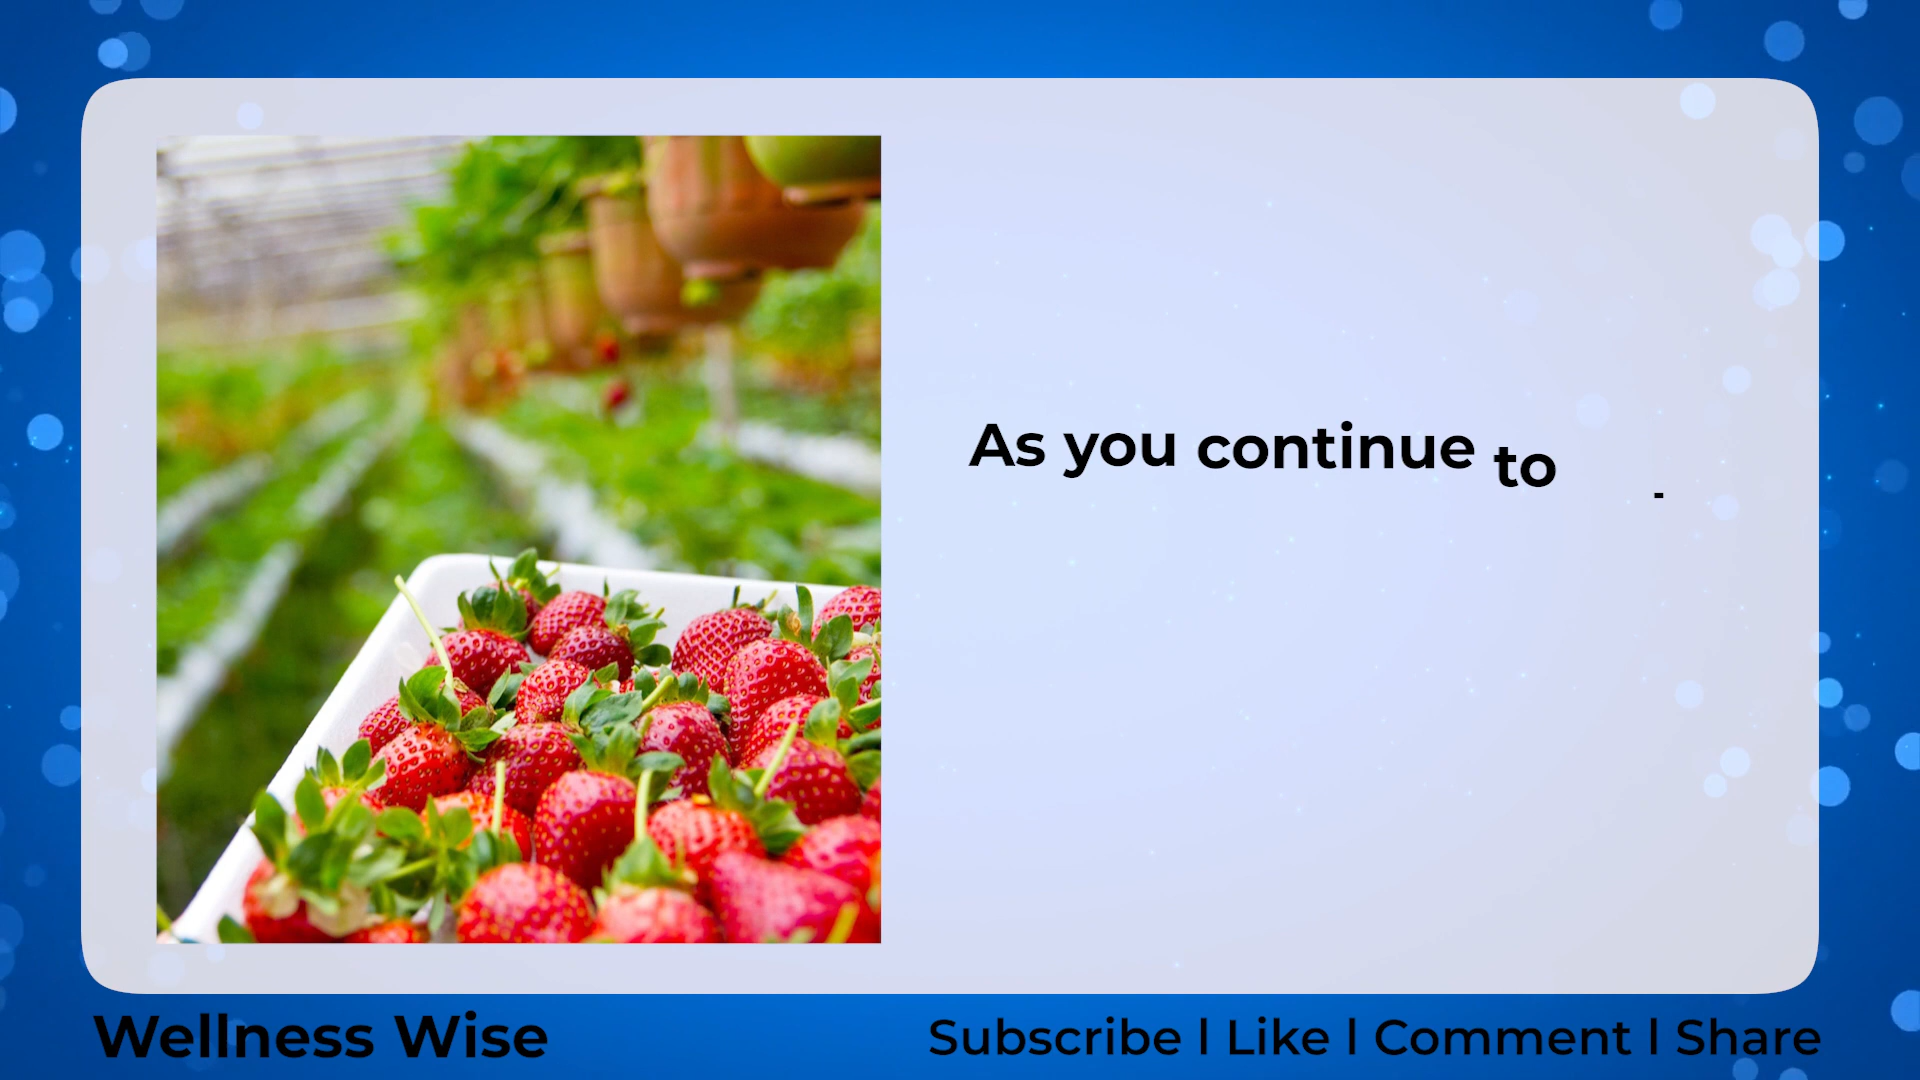 As you continue to
Wellness Wise
Subscribe l Like l Comment l Share